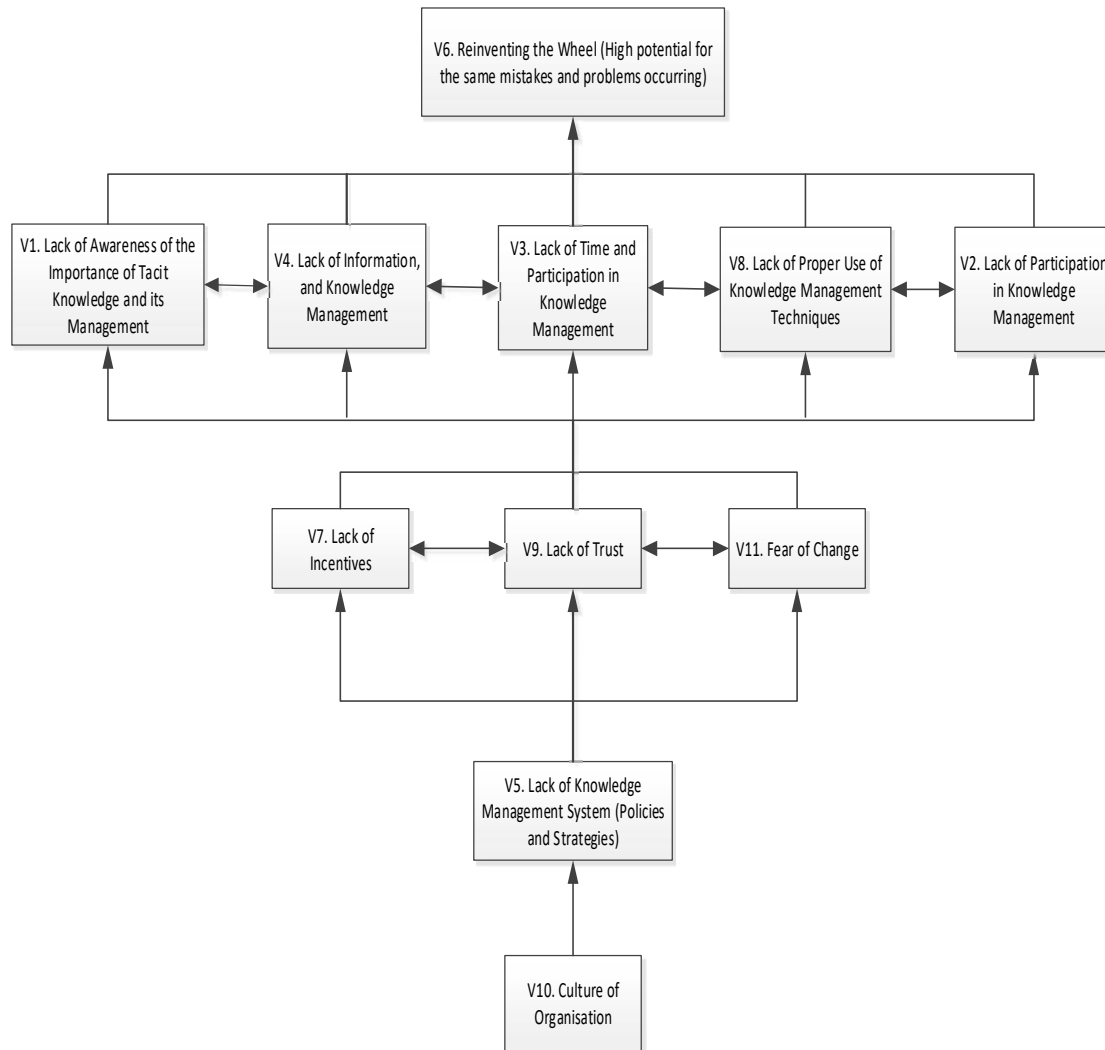 V6. Reinventing the Wheel (High potential for
the same mistakes and problems occurring)
V1. Lack of Awareness of the
Importance of Tacit
Knowledge and its
Management
V4. Lack of Information,
and Knowledge
Management
V3. Lack of Time and
Participation in
Knowledge
Management
V8. Lack of Proper Use of
Knowledge Management
Techniques
V2. Lack of Participation
in Knowledge
Management
V7. Lack of
Incentives
V9. Lack of Trust
V11. Fear of Change
V5. Lack of Knowledge
Management System (Policies
and Strategies)
V10. Culture of
Organisation